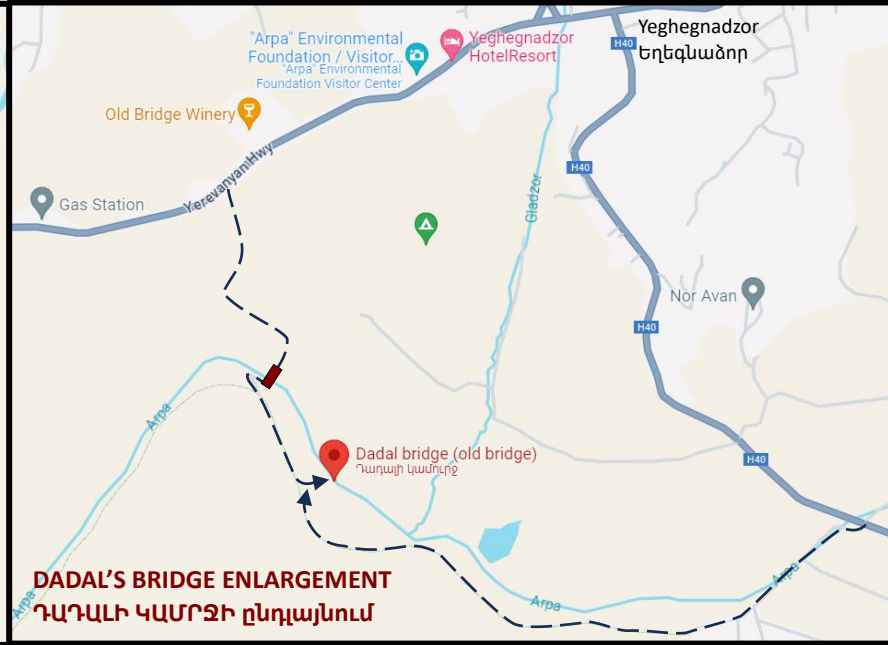 "Arpa" Environmental
Foundation / Visitor...
"Arpa" Environmental
Foundation Visitor Center
Yeghegnadzor
HotelResort
H40
Yeghegnadzor
Եղեգնաձոր
Old Bridge Winery
Yerevanyan Hwy
Gas Station
H40
Gladzor
Nor Avan
H40
Arpa
Dadal bridge (old bridge)
Դադալի կամուրջ
H40
Arpa
Arpa
Arpa
DADAL'S BRIDGE ENLARGEMENT
ԴԱԴԱԼԻ ԿԱՄՐՋԻ ընդլայնում